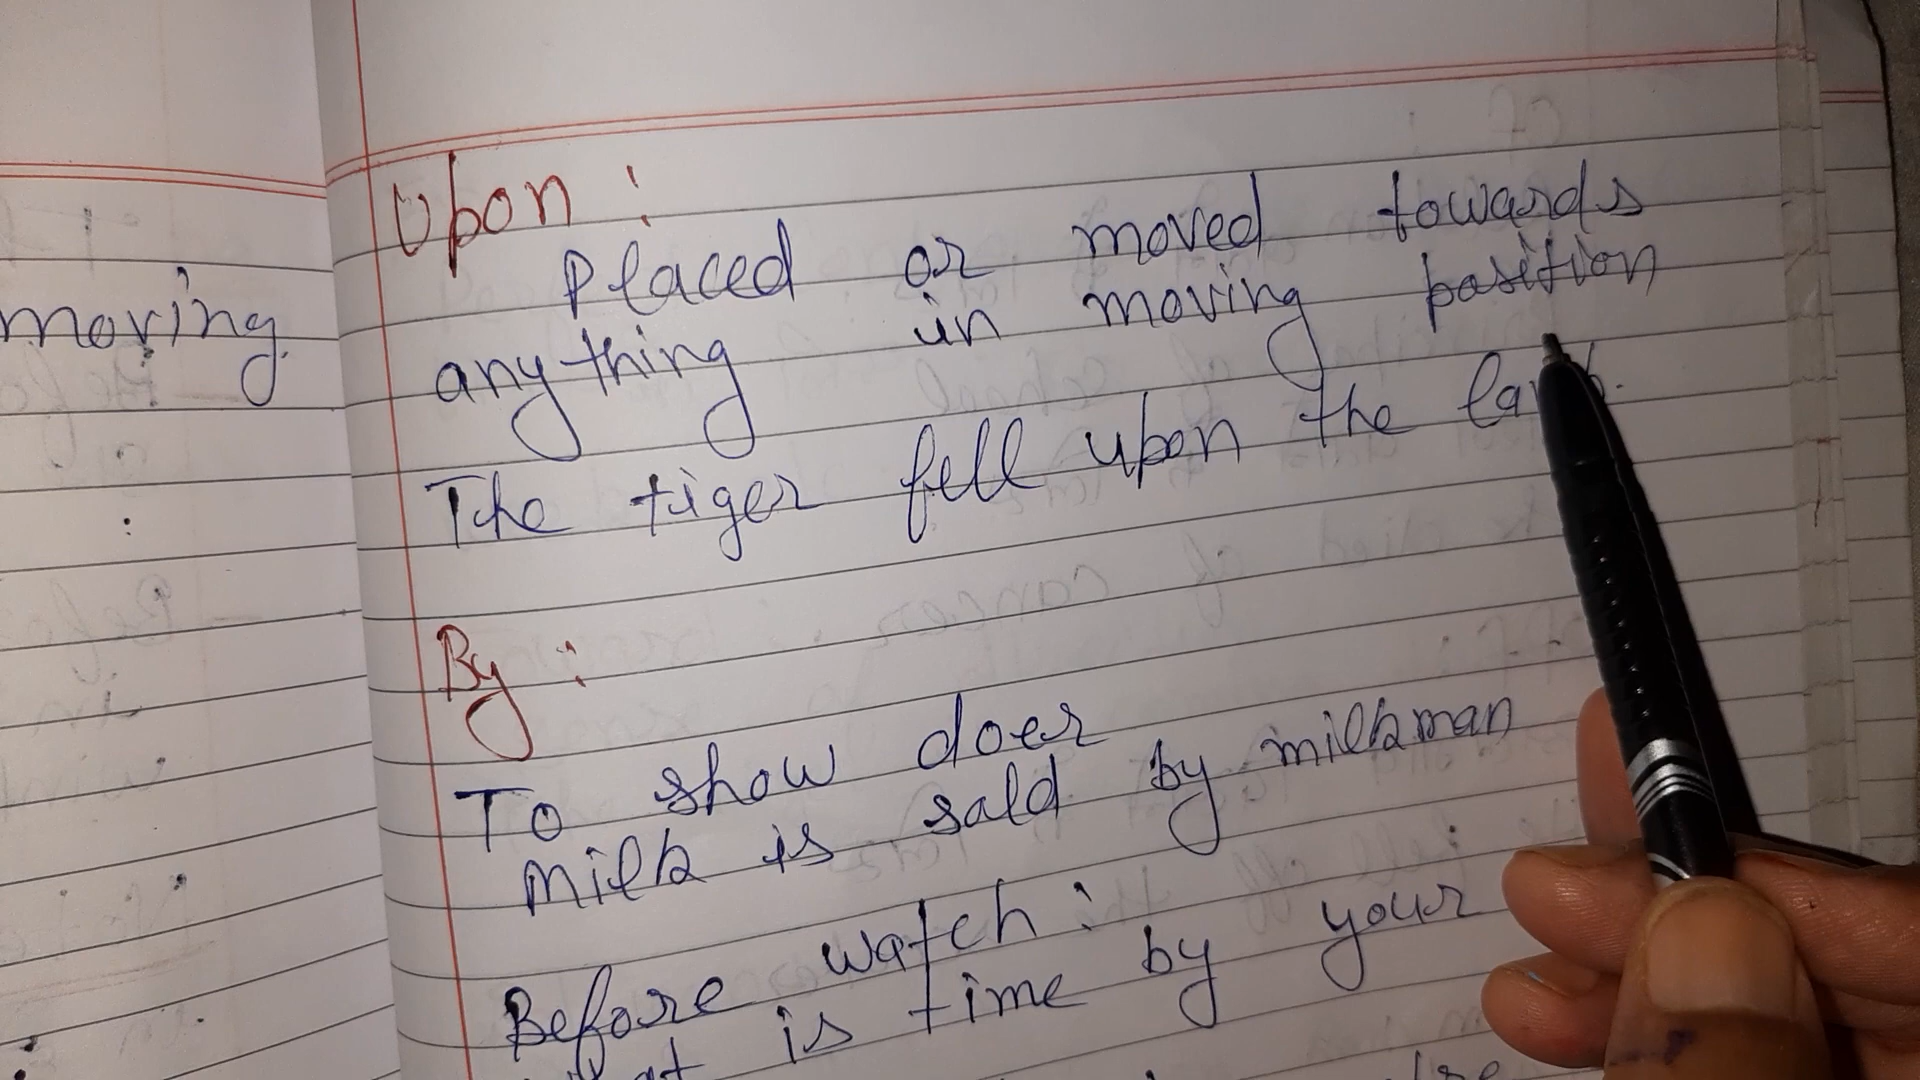 moving.
Upon :
Placed or moved towards
anything in moving position
The tiger fell upon the
By :
To show doer
Milk is sald by milkman
Before watch :
is time by your